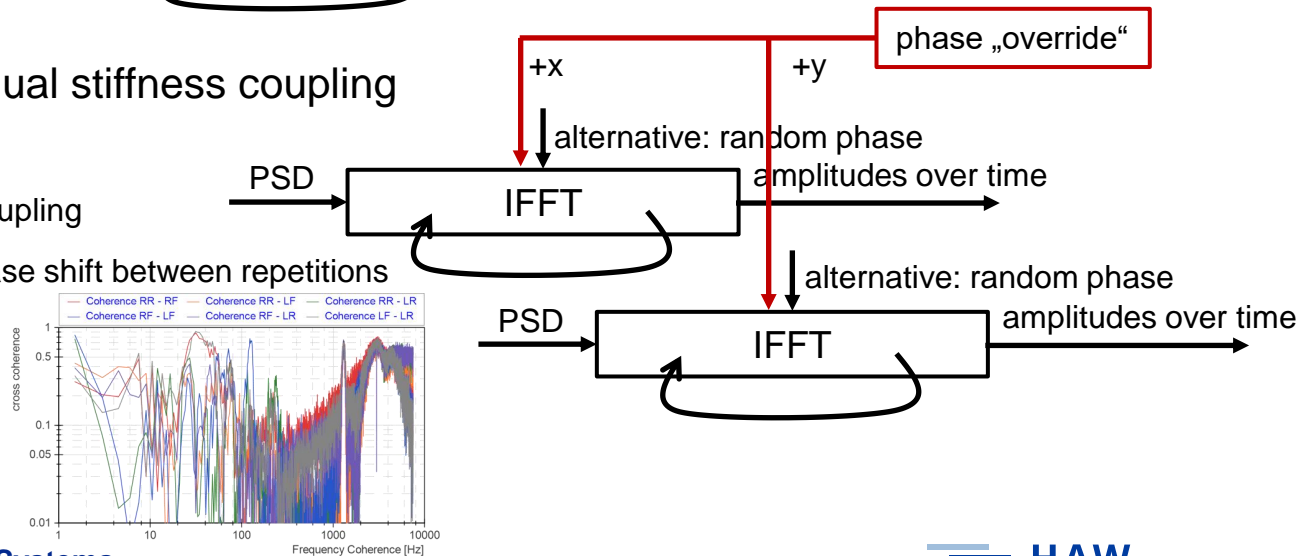 phase „override“
+x
+y
ual stiffness coupling
alternative: random phase
PSD
amplitudes over time
IFFT
upling
ase shift between repetitions
alternative: random phase
PSD
amplitudes over time
IFFT
Coherence RR - RF
Coherence RR - LF
Coherence RR - LR
Coherence RF - LF
Coherence RF - LR
Coherence LF - LR
cross coherence
1
0.5
0.1
0.05
0.01
1
10
100
1000
10000
Frequency Coherence [Hz]
Systems
HAW